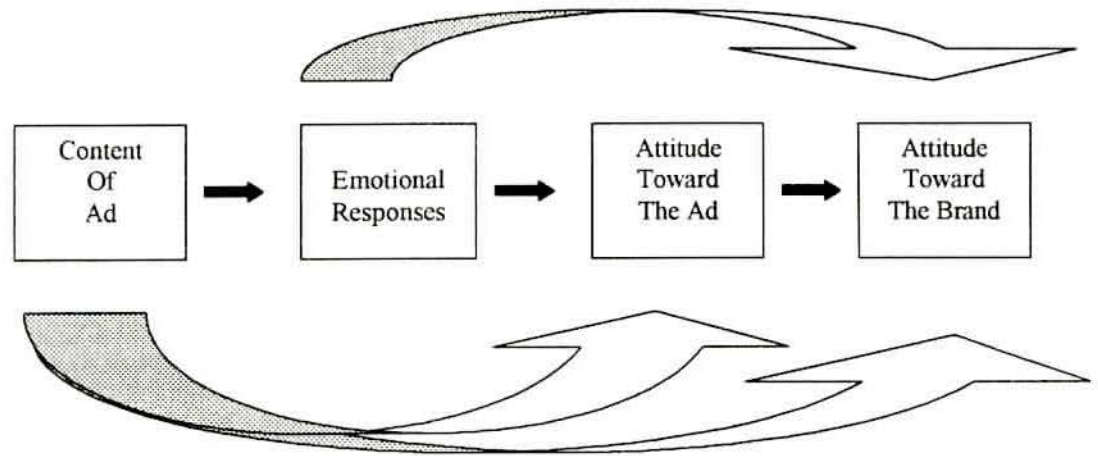 Content
Of
Ad
Emotional
Responses
Attitude
Toward
The Ad
Attitude
Toward
The Brand